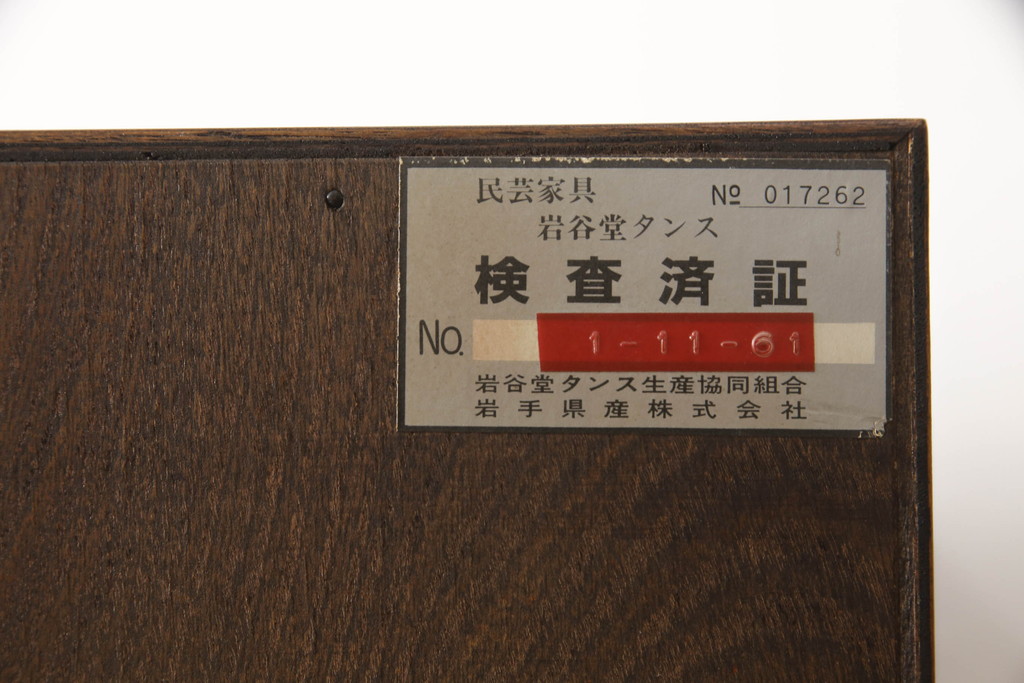 民芸家具 № 017262
岩谷堂タンス
検査済証
No. 1-11-61
岩谷堂タンス生産協同組合
岩手県産株式会社